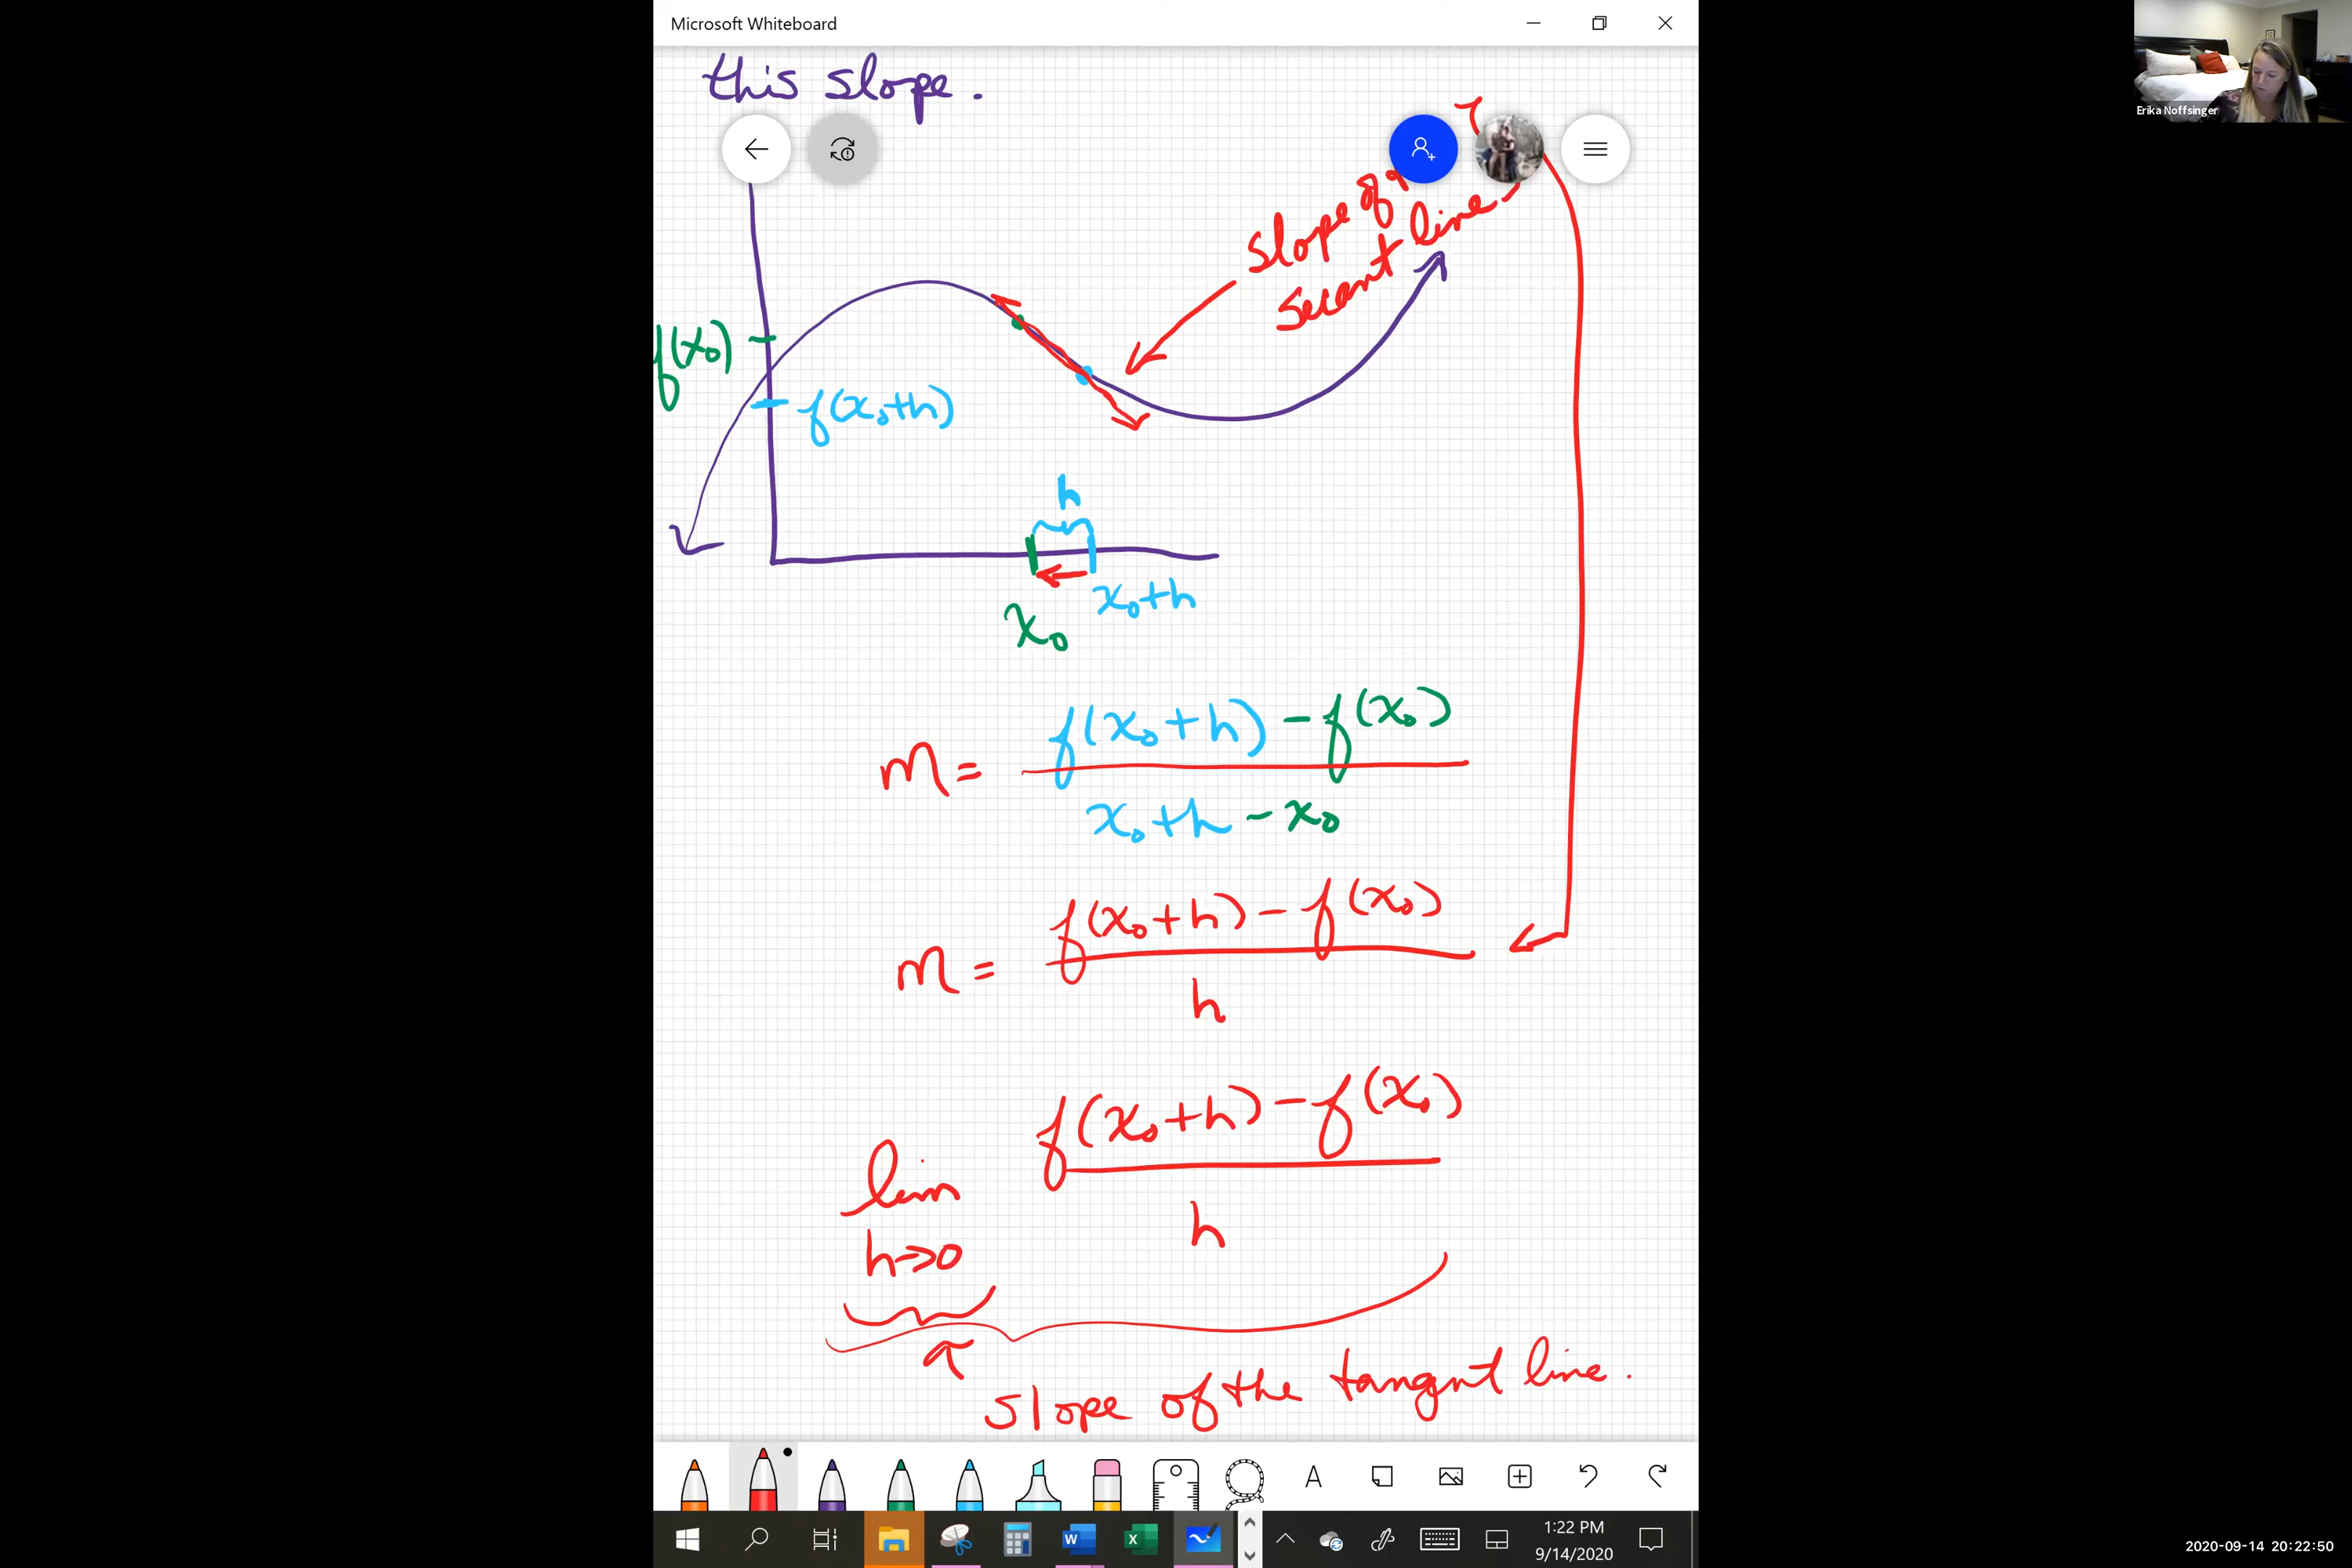 Microsoft Whiteboard
Erika Noffsinger
this slope.
slope of
secant line
f(x₀)
f(x₀+h)
h
x₀+h
x₀
m = f(x₀+h) - f(x₀)
x₀+h - x₀
m = f(x₀+h) - f(x₀)
h
f(x₀+h) - f(x₀)
lim
h→0
h
slope of the tangnt line.
A
W
X
1:22 PM
9/14/2020
2020-09-14 20:22:50